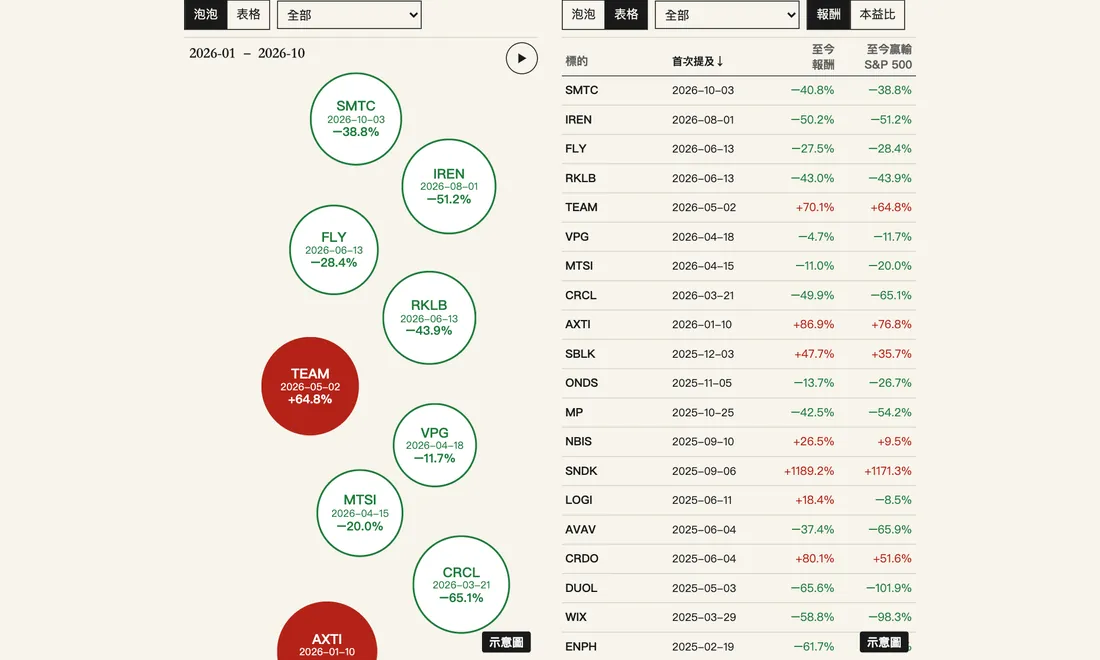 泡泡 表格 全部
2026-01 – 2026-10
SMTC
2026-10-03
−38.8%
IREN
2026-08-01
−51.2%
FLY
2026-06-13
−28.4%
RKLB
2026-06-13
−43.9%
TEAM
2026-05-02
+64.8%
VPG
2026-04-18
−11.7%
MTSI
2026-04-15
−20.0%
CRCL
2026-03-21
−65.1%
AXTI
2026-01-10
示意圖
泡泡 表格 全部 報酬 本益比
標的 首次提及↓ 至今報酬 至今贏輸 S&P 500
SMTC 2026-10-03 −40.8% −38.8%
IREN 2026-08-01 −50.2% −51.2%
FLY 2026-06-13 −27.5% −28.4%
RKLB 2026-06-13 −43.0% −43.9%
TEAM 2026-05-02 +70.1% +64.8%
VPG 2026-04-18 −4.7% −11.7%
MTSI 2026-04-15 −11.0% −20.0%
CRCL 2026-03-21 −49.9% −65.1%
AXTI 2026-01-10 +86.9% +76.8%
SBLK 2025-12-03 +47.7% +35.7%
ONDS 2025-11-05 −13.7% −26.7%
MP 2025-10-25 −42.5% −54.2%
NBIS 2025-09-10 +26.5% +9.5%
SNDK 2025-09-06 +1189.2% +1171.3%
LOGI 2025-06-11 +18.4% −8.5%
AVAV 2025-06-04 −37.4% −65.9%
CRDO 2025-06-04 +80.1% +51.6%
DUOL 2025-05-03 −65.6% −101.9%
WIX 2025-03-29 −58.8% −98.3%
ENPH 2025-02-19 −61.7%
示意圖